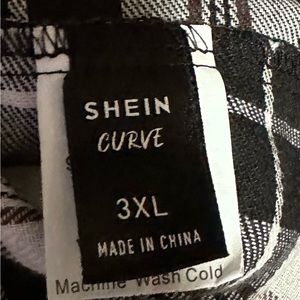 SHEIN
CURVE
3XL
MADE IN CHINA
Machine Wash Cold